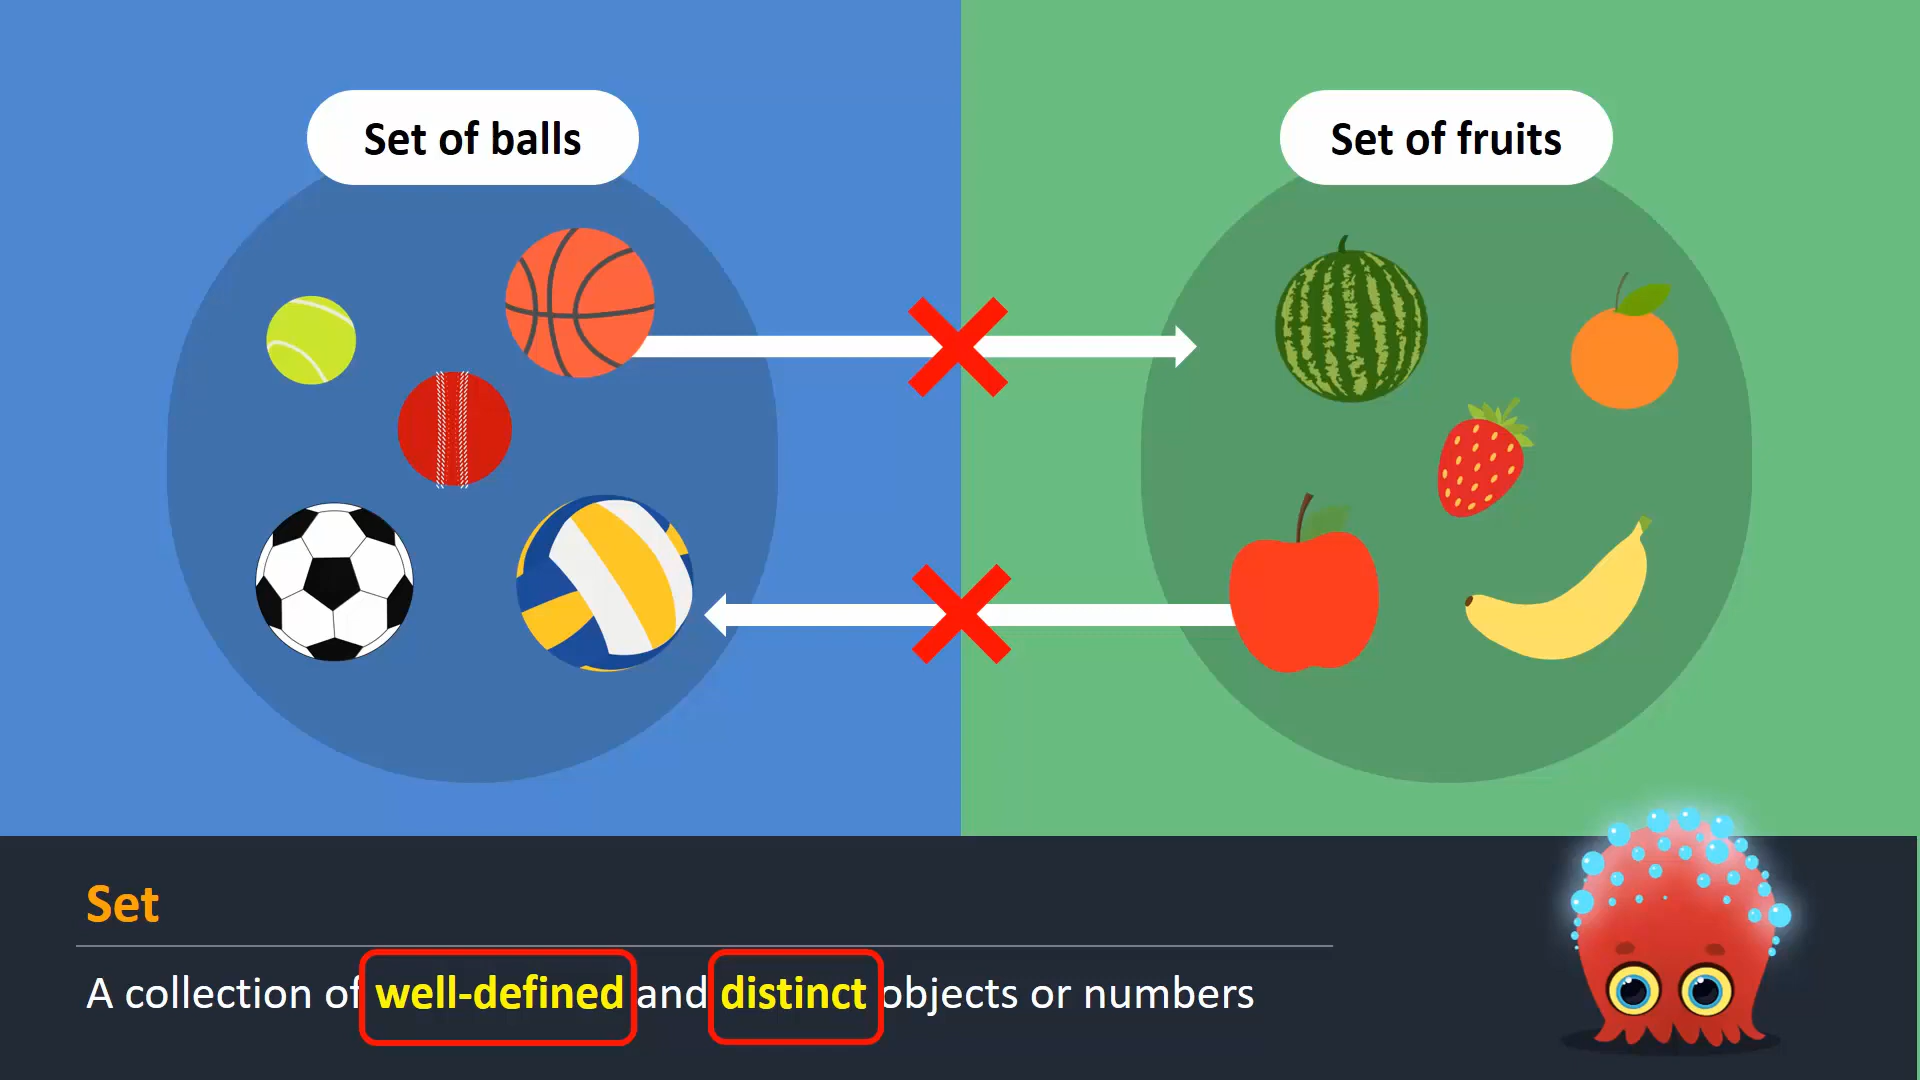 Set of balls
Set of fruits
Set
A collection of well-defined and distinct objects or numbers